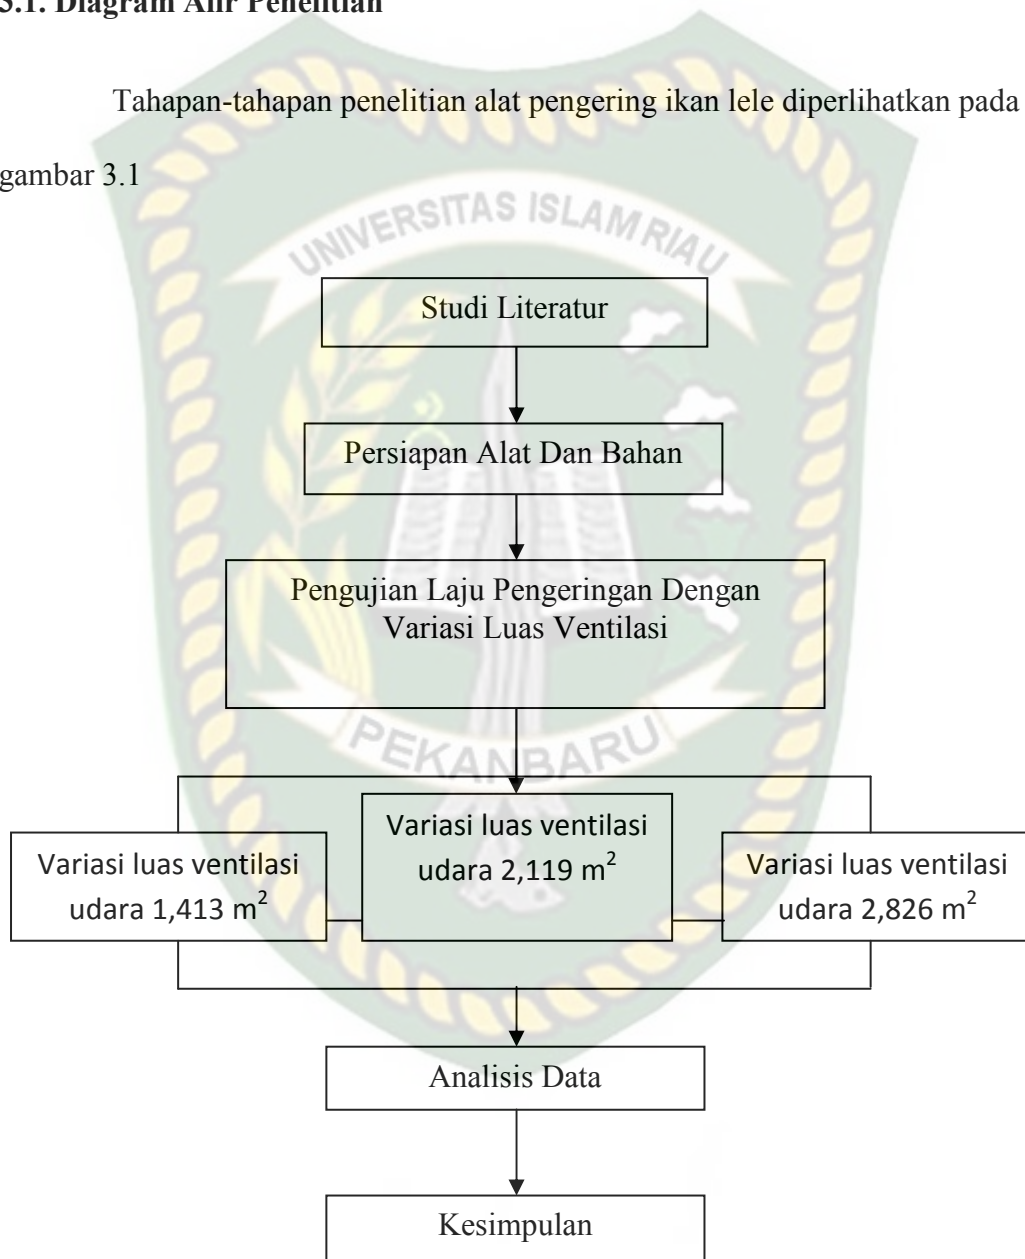 3.1. Diagram Alir Penelitian
Tahapan-tahapan penelitian alat pengering ikan lele diperlihatkan pada
gambar 3.1
UNIVERSITAS ISLAM RIAU
Studi Literatur
Persiapan Alat Dan Bahan
Pengujian Laju Pengeringan Dengan
Variasi Luas Ventilasi
PEKANBARU
Variasi luas ventilasi
udara 1,413 m²
Variasi luas ventilasi
udara 2,119 m²
Variasi luas ventilasi
udara 2,826 m²
Analisis Data
Kesimpulan